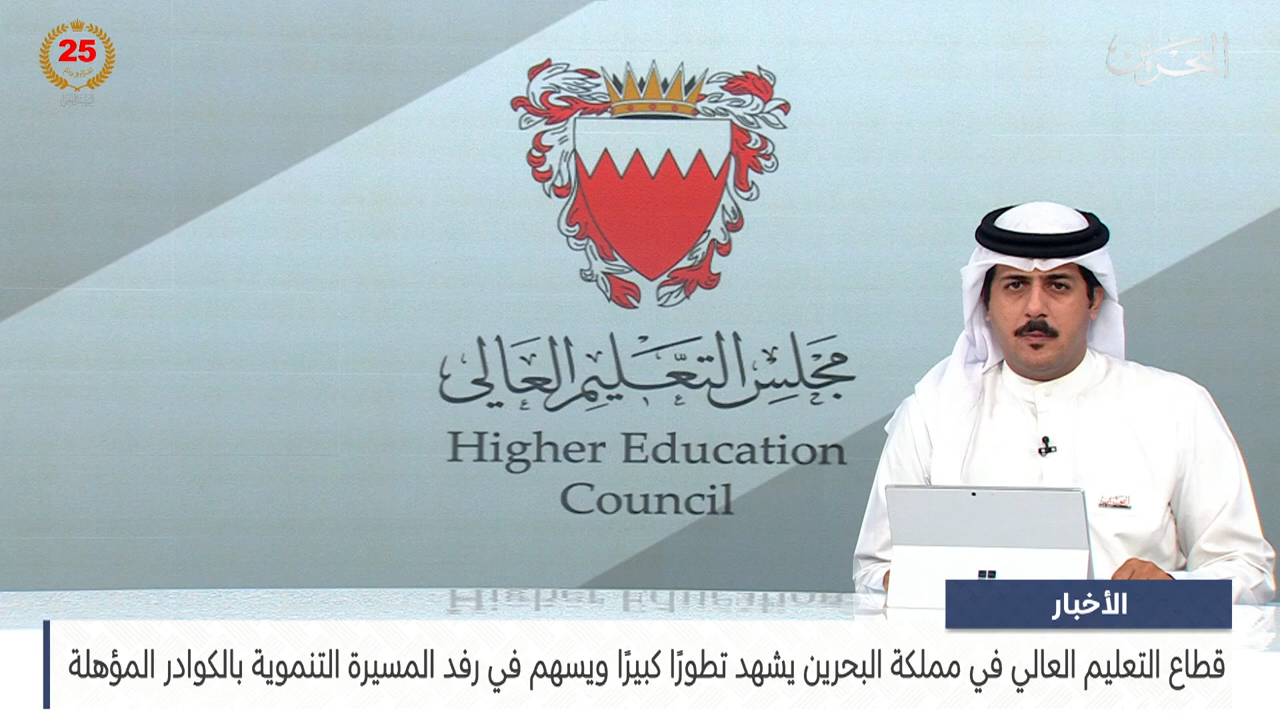 25
البحرين
مجلس التعليم العالي
Higher Education
Council
البحرين
الأخبار
قطاع التعليم العالي في مملكة البحرين يشهد تطورًا كبيرًا ويسهم في رفد المسيرة التنموية بالكوادر المؤهلة